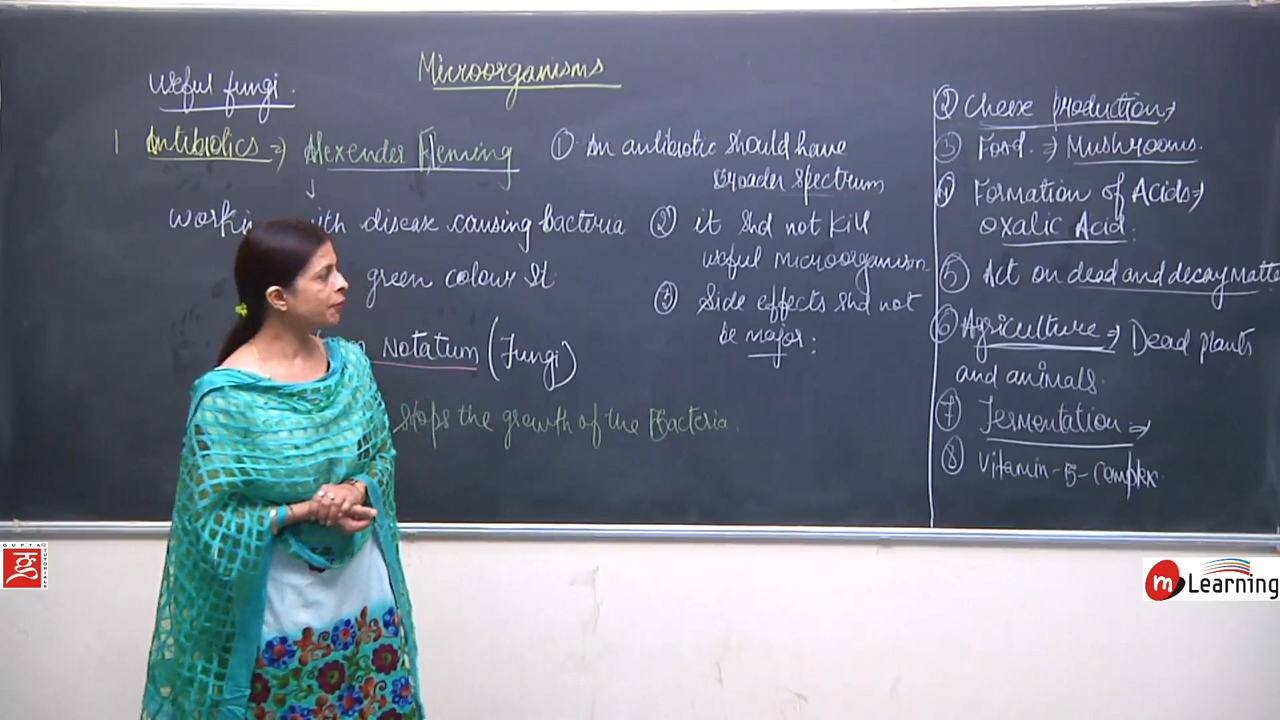 Microorganisms
Useful fungi.
1 Antibiotics ⇒ Alexender Fleming
↓
with disease causing bacteria
green colour
NOTATUM (Fungi)
stops the growth of the Bacteria.
① An antibiotic should have
Broader spectrum
② it shd not kill
useful microorganism
③ Side effects shd not
be major:
② Cheese production ⇒
③ Food. ⇒ Mushrooms.
④ Formation of Acids ⇒
Oxalic Acid:
⑤ Act on dead and decay matte
⑥ Agriculture ⇒ Dead plants
and animals.
⑦ Fermentation ⇒
⑧ Vitamin-B-Complex
GUPTA TUTORIALS
m Learning